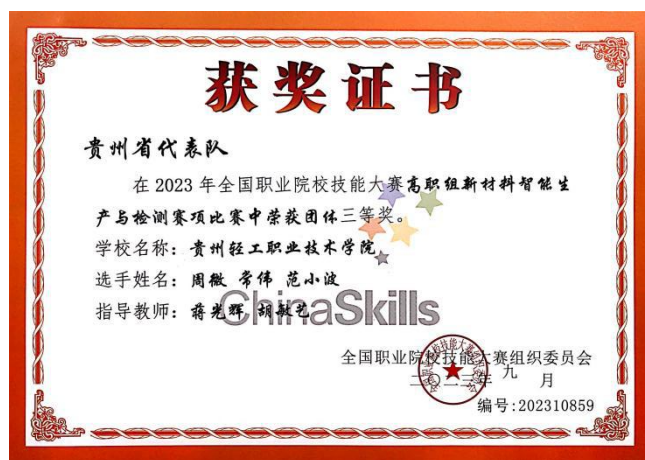 获奖证书
贵州省代表队
在 2023 年全国职业院校技能大赛高职组新材料智能生
产与检测赛项比赛中荣获团体三等奖。
学校名称：贵州轻工职业技术学院
选手姓名：周微 常伟 范小波
指导教师：蒋光辉 胡敏艺
ChinaSkills
全国职业院校技能大赛组织委员会
二〇二三年 九 月
编号:202310859